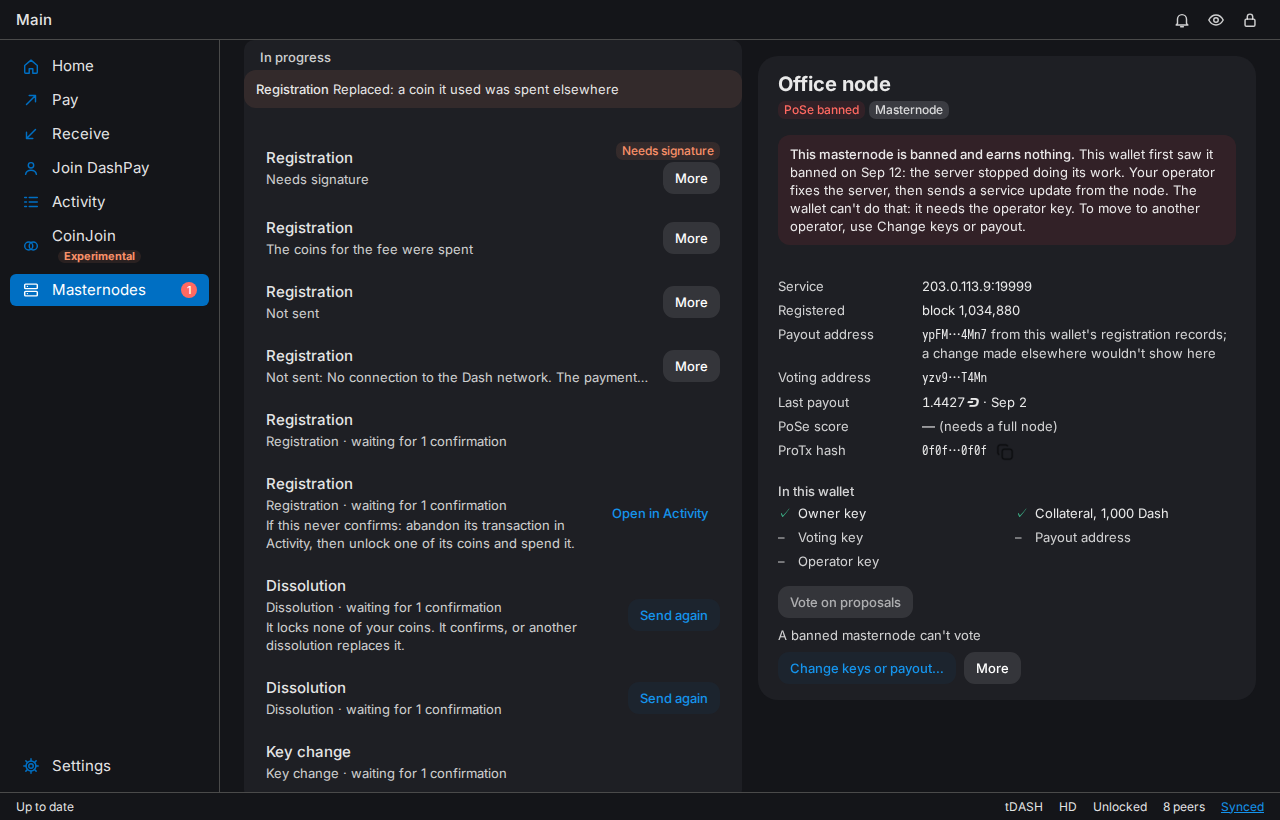 Main
Home
Pay
Receive
Join DashPay
Activity
CoinJoin
Experimental
Masternodes
1
Settings
In progress
Registration Replaced: a coin it used was spent elsewhere
Needs signature
Registration
Needs signature
More
Registration
The coins for the fee were spent
More
Registration
Not sent
More
Registration
Not sent: No connection to the Dash network. The payment…
More
Registration
Registration · waiting for 1 confirmation
Registration
Registration · waiting for 1 confirmation
If this never confirms: abandon its transaction in
Activity, then unlock one of its coins and spend it.
Open in Activity
Dissolution
Dissolution · waiting for 1 confirmation
It locks none of your coins. It confirms, or another
dissolution replaces it.
Send again
Dissolution
Dissolution · waiting for 1 confirmation
Send again
Key change
Key change · waiting for 1 confirmation
Office node
PoSe banned
Masternode
This masternode is banned and earns nothing. This wallet first saw it
banned on Sep 12: the server stopped doing its work. Your operator
fixes the server, then sends a service update from the node. The
wallet can't do that: it needs the operator key. To move to another
operator, use Change keys or payout.
Service 203.0.113.9:19999
Registered block 1,034,880
Payout address ypFM···4Mn7 from this wallet's registration records;
a change made elsewhere wouldn't show here
Voting address yzv9···T4Mn
Last payout 1.4427 · Sep 2
PoSe score — (needs a full node)
ProTx hash 0f0f···0f0f
In this wallet
✓ Owner key
✓ Collateral, 1,000 Dash
– Voting key
– Payout address
– Operator key
Vote on proposals
A banned masternode can't vote
Change keys or payout…
More
Up to date
tDASH HD Unlocked 8 peers Synced